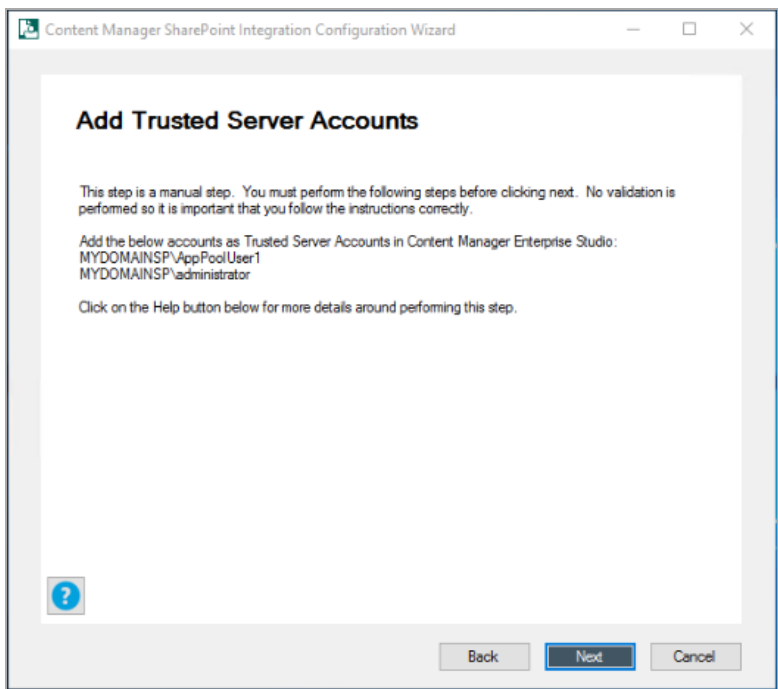 Content Manager SharePoint Integration Configuration Wizard
Add Trusted Server Accounts
This step is a manual step.  You must perform the following steps before clicking next.  No validation is
performed so it is important that you follow the instructions correctly.
Add the below accounts as Trusted Server Accounts in Content Manager Enterprise Studio:
MYDOMAINSP\AppPoolUser1
MYDOMAINSP\administrator
Click on the Help button below for more details around performing this step.
?
Back
Next
Cancel